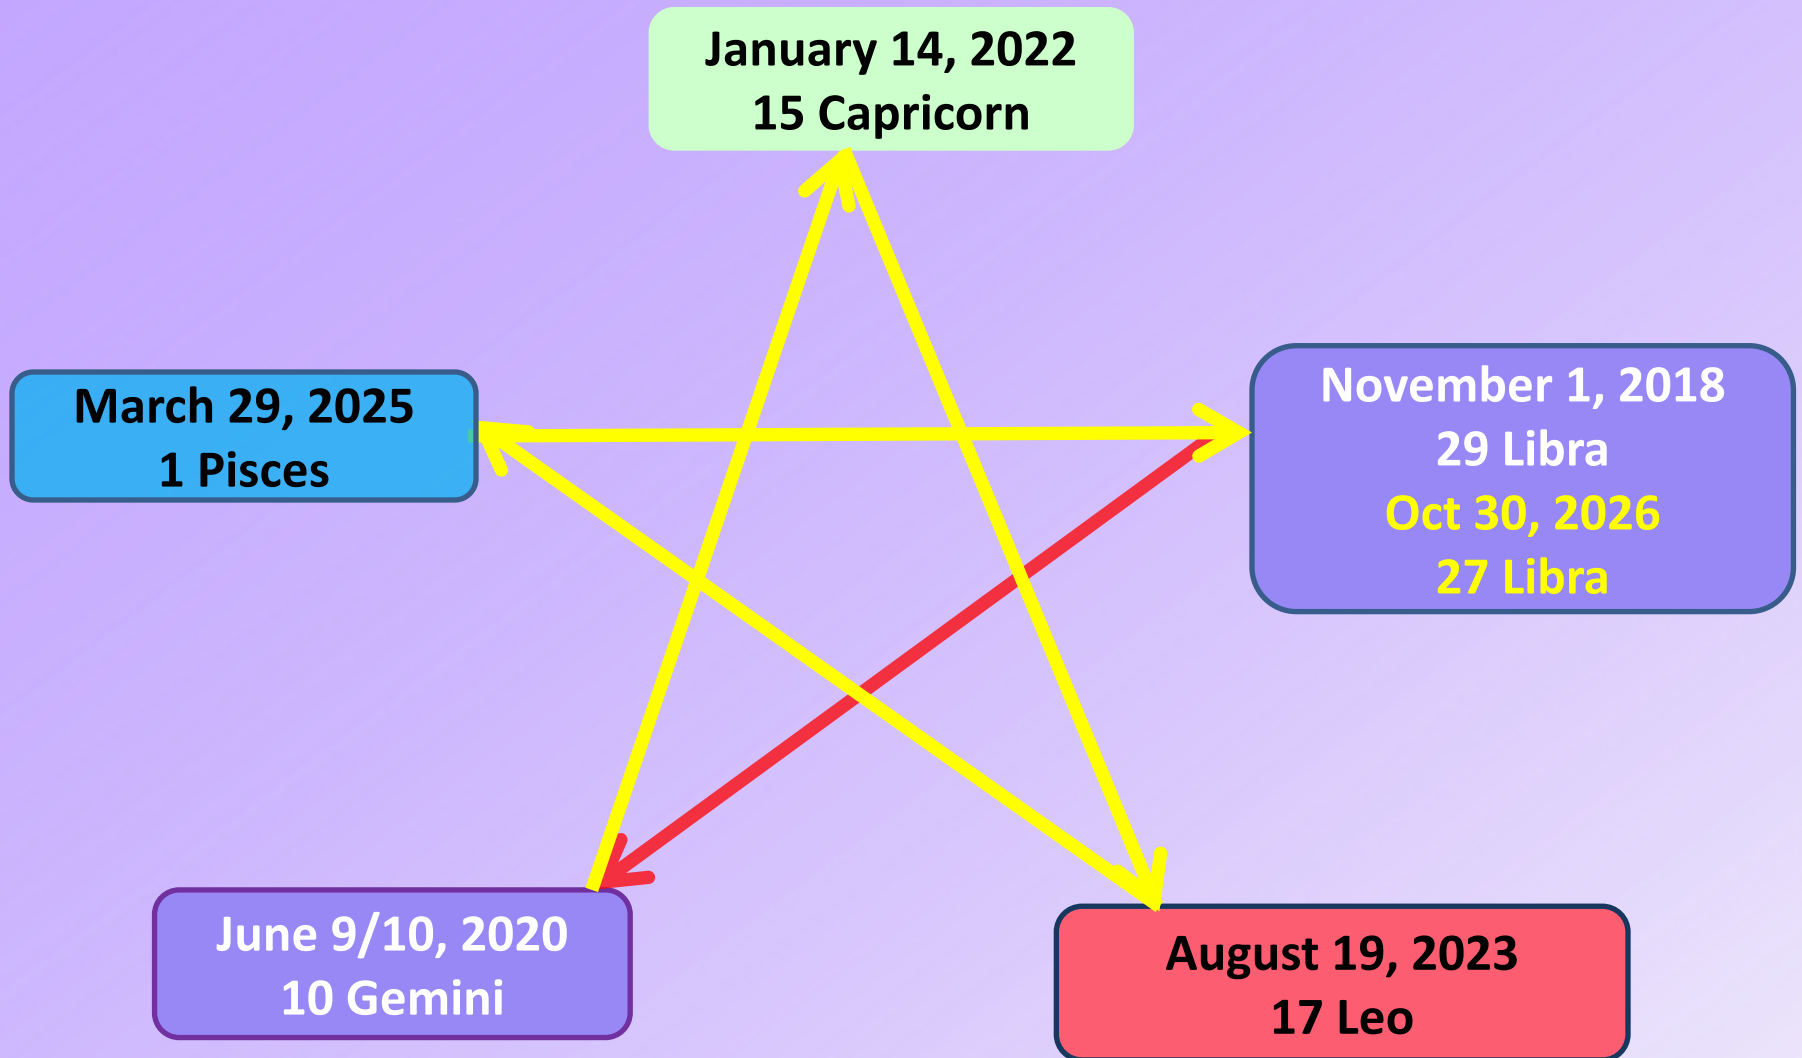 January 14, 2022
15 Capricorn
March 29, 2025
1 Pisces
November 1, 2018
29 Libra
Oct 30, 2026
27 Libra
June 9/10, 2020
10 Gemini
August 19, 2023
17 Leo